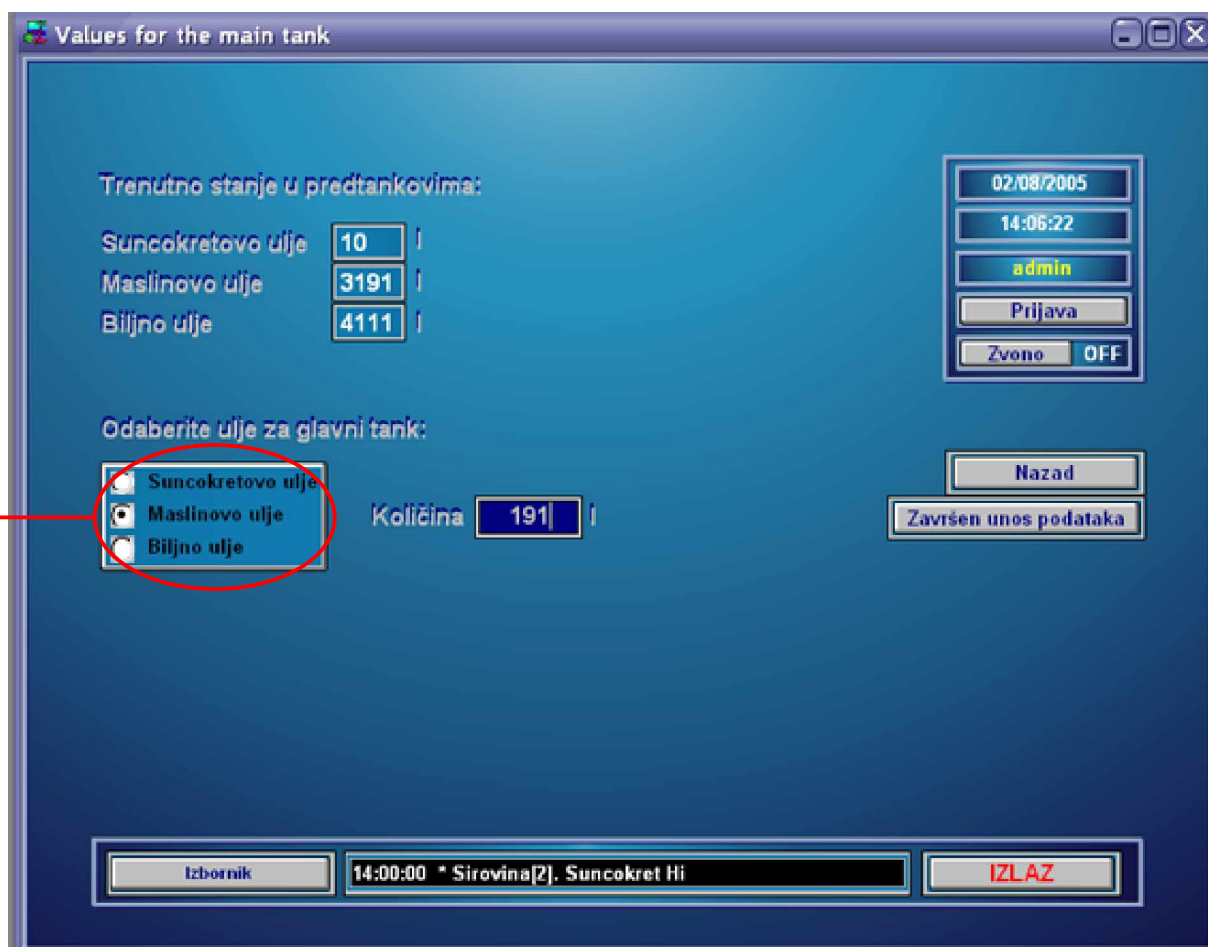 Values for the main tank
Trenutno stanje u predtankovima:
Suncokretovo ulje 10 l
Maslinovo ulje 3191 l
Biljno ulje 4111 l
02/08/2005
14:06:22
admin
Prijava
Zvono OFF
Odaberite ulje za glavni tank:
Suncokretovo ulje
Maslinovo ulje
Biljno ulje
Količina 191 l
Nazad
Završen unos podataka
Izbornik
14:00:00 * Sirovina[2]. Suncokret Hi
IZLAZ